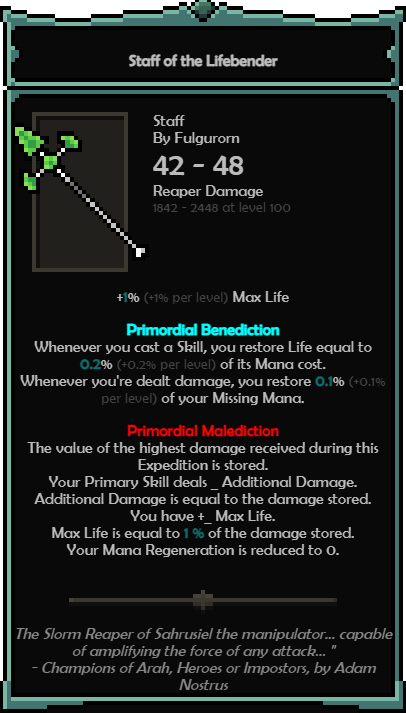 Staff of the Lifebender
Staff
By Fulgurorn
42 - 48
Reaper Damage
1842 - 2448 at level 100
+1% (+1% per level) Max Life
Primordial Benediction
Whenever you cast a Skill, you restore Life equal to
0.2% (+0.2% per level) of its Mana cost.
Whenever you're dealt damage, you restore 0.1% (+0.1%
per level) of your Missing Mana.
Primordial Malediction
The value of the highest damage received during this
Expedition is stored.
Your Primary Skill deals _ Additional Damage.
Additional Damage is equal to the damage stored.
You have +_ Max Life.
Max Life is equal to 1 % of the damage stored.
Your Mana Regeneration is reduced to 0.
The Slorm Reaper of Sahrusiel the manipulator... capable
of amplifying the force of any attack... "
- Champions of Arah, Heroes or Impostors, by Adam
Nostrus